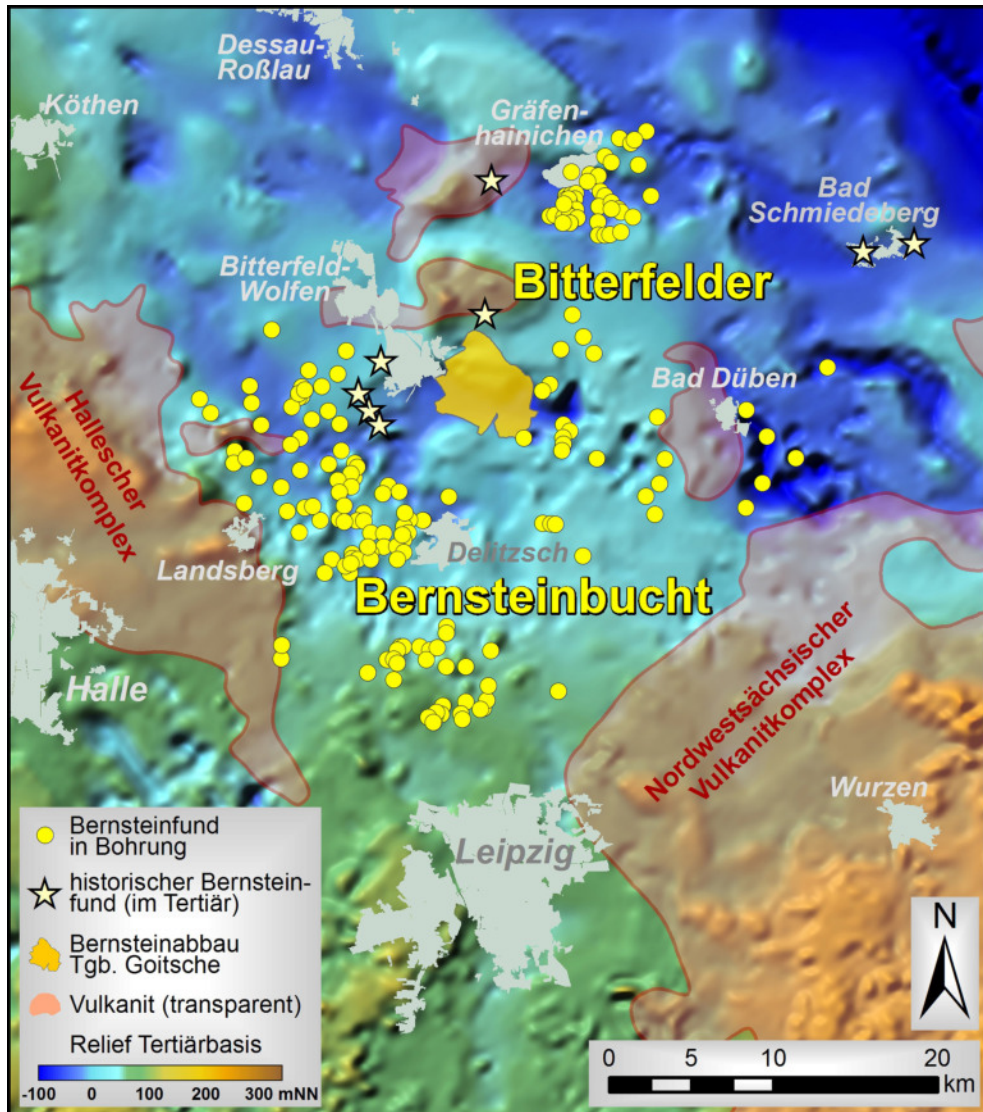 Dessau-
Roßlau
Köthen
Gräfen-
hainichen
Bad
Schmiedeberg
Bitterfeld-
Wolfen
Bitterfelder
Bad Düben
Hallescher
Vulkanitkomplex
Landsberg
Delitzsch
Bernsteinbucht
Halle
Nordwestsächsischer
Vulkanitkomplex
Wurzen
Leipzig
Bernsteinfund
in Bohrung
historischer Bernstein-
fund (im Tertiär)
Bernsteinabbau
Tgb. Goitsche
Vulkanit (transparent)
Relief Tertiärbasis
-100 0 100 200 300 mNN
N
0 5 10 20
km